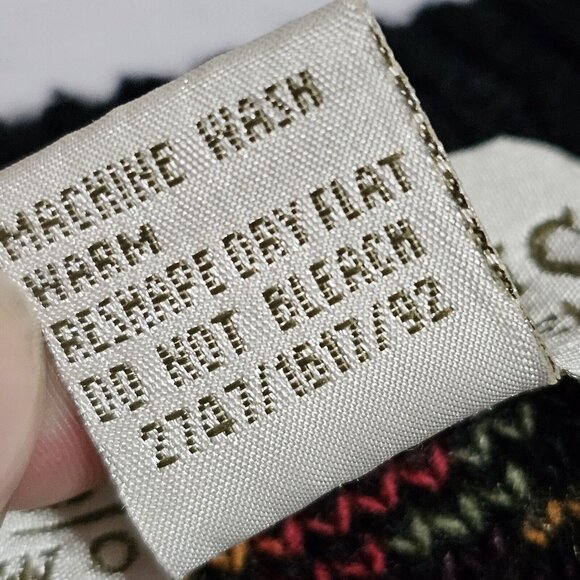 MACHINE WASH
WARM
RESHAPE DRY FLAT
DO NOT BLEACH
2747/1617/92